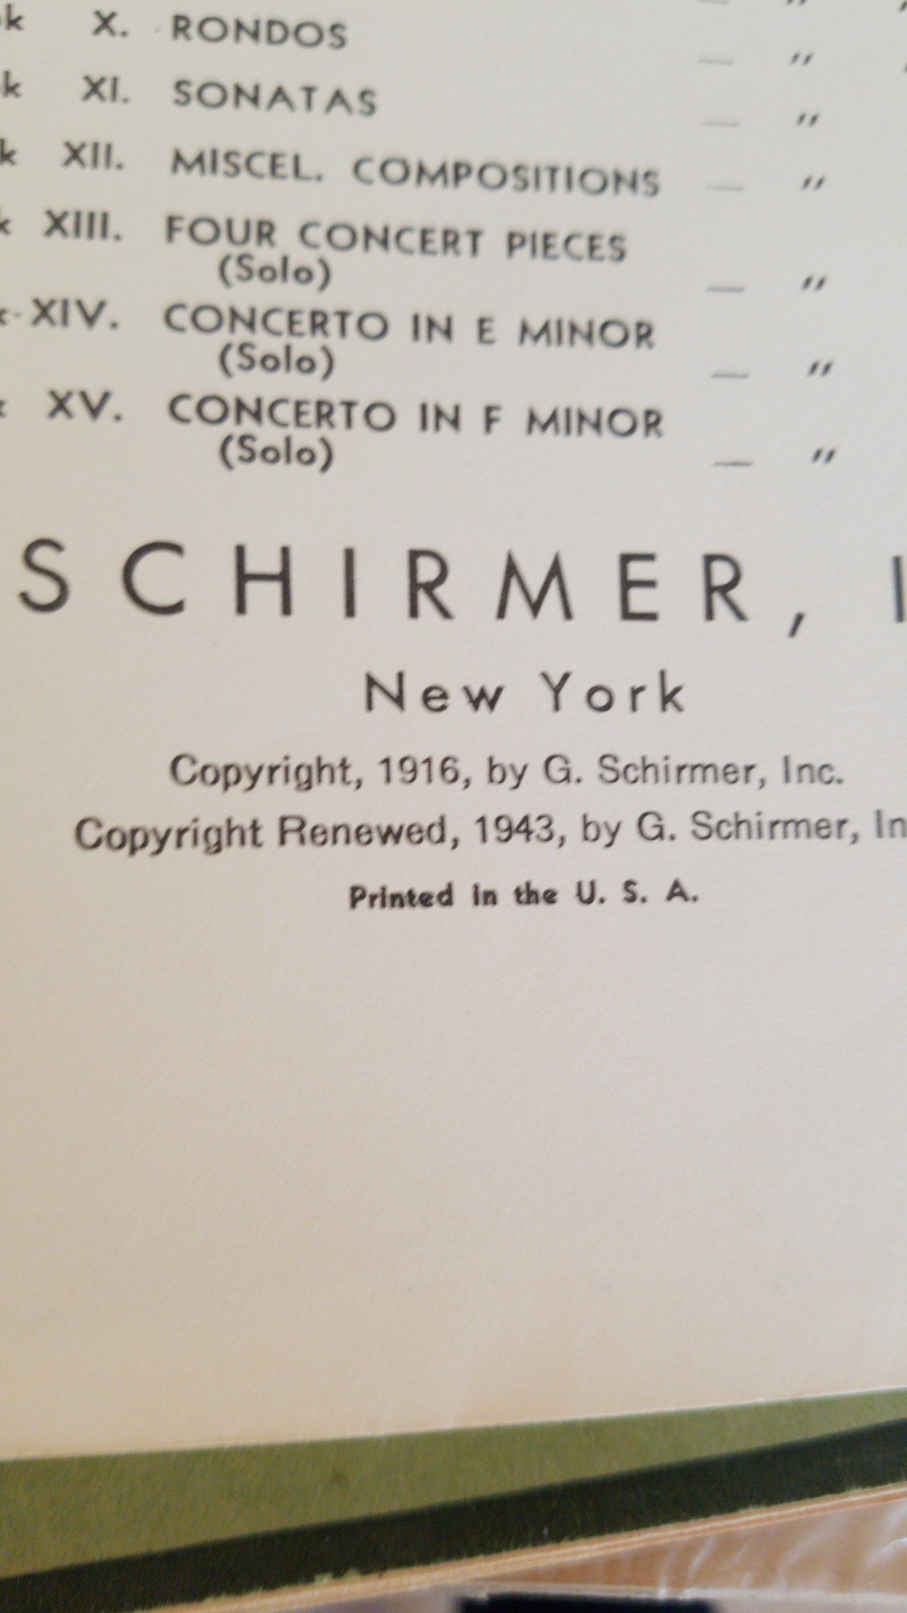 k X. RONDOS — "
k XI. SONATAS — "
k XII. MISCEL. COMPOSITIONS — "
k XIII. FOUR CONCERT PIECES
(Solo) — "
XIV. CONCERTO IN E MINOR
(Solo) — "
XV. CONCERTO IN F MINOR
(Solo) — "
SCHIRMER, I
New York
Copyright, 1916, by G. Schirmer, Inc.
Copyright Renewed, 1943, by G. Schirmer, In
Printed in the U. S. A.